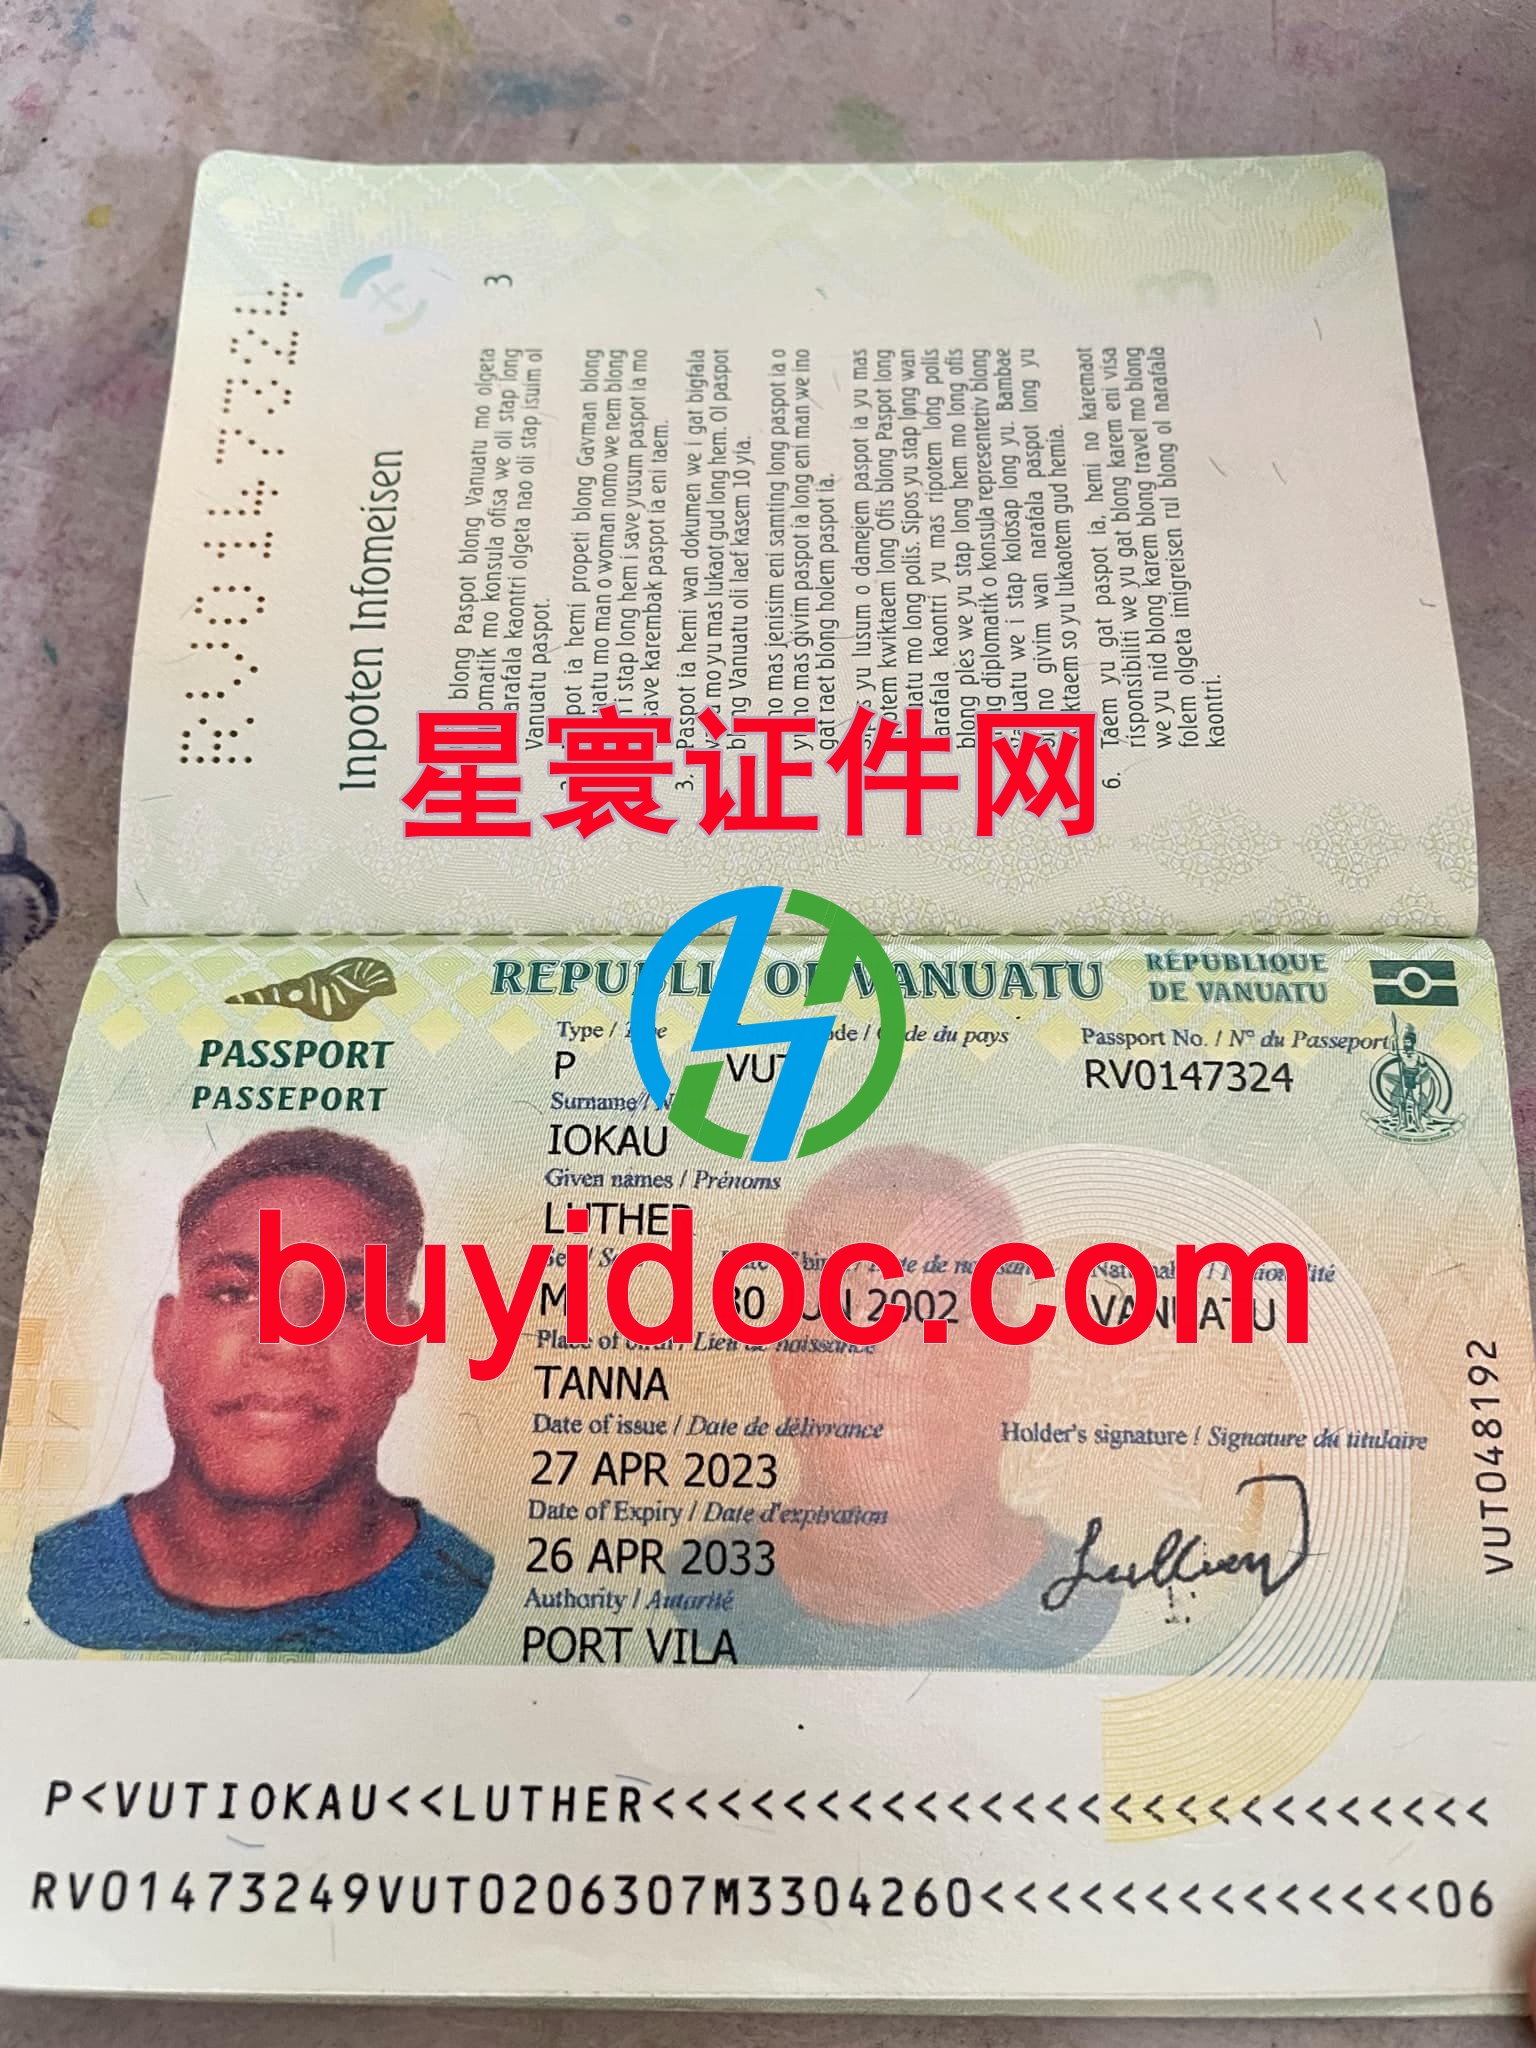 RV0147324
Inpoten Infomeisen
3
blong Paspot blong Vanuatu mo olgeta
mo konsula ofisa we oli stap long
kaontri olgeta nao oli stap isuim ol
Vanuatu paspot.
ia hemi propeti blong Gavman blong
mo man o woman nomo we nem blong
i stap long hem i save yusum paspot ia mo
save karembak paspot ia eni taem.
3. Paspot ia hemi wan dokumen we i gat bigfala
mo yu mas lukaot gud long hem. Ol paspot
Vanuatu oli laef kasem 10 yia.
no mas jenisim eni samting long paspot ia o
no mas givim paspot ia long eni man we ino
gat raet blong holem paspot ia.
yu lusum o damejem paspot ia yu mas
kwiktaem long Ofis blong Paspot long
mo long polis. Sipos yu stap long wan
narafala kaontri yu mas ripotem long polis
blong ples we yu stap long hem mo long ofis
diplomatik o konsula representetiv blong
we i stap kolosap long yu. Bambae
no givim wan narafala paspot long yu
so yu lukaotem gud hemia.
6. Taem yu gat paspot ia, hemi no karemaot
risponsibiliti we yu gat blong karem eni visa
we yu nid blong karem blong travel mo blong
folem olgeta imigreisen rul blong ol narafala
kaontri.
星寰证件网
REPUBLIC OF VANUATU
RÉPUBLIQUE
DE VANUATU
PASSPORT
PASSEPORT
Type / Type
Code du pays
Passport No. / N° du Passeport
P
VUT
RV0147324
Surname /
IOKAU
Given names / Prénoms
LUTHER
buyidoc.com
M
30 JUN 2002
VANUATU
Place of birth / Lieu de naissance
TANNA
Date of issue / Date de délivrance
27 APR 2023
Holder's signature / Signature du titulaire
Date of Expiry / Date d'expiration
26 APR 2033
Authority / Autorité
PORT VILA
VUT048192
P<VUTIOKAU<<LUTHER<<<<<<<<<<<<<<<<<<<<<<<<<<
RV01473249VUT0206307M3304260<<<<<<<<<<<<<<06